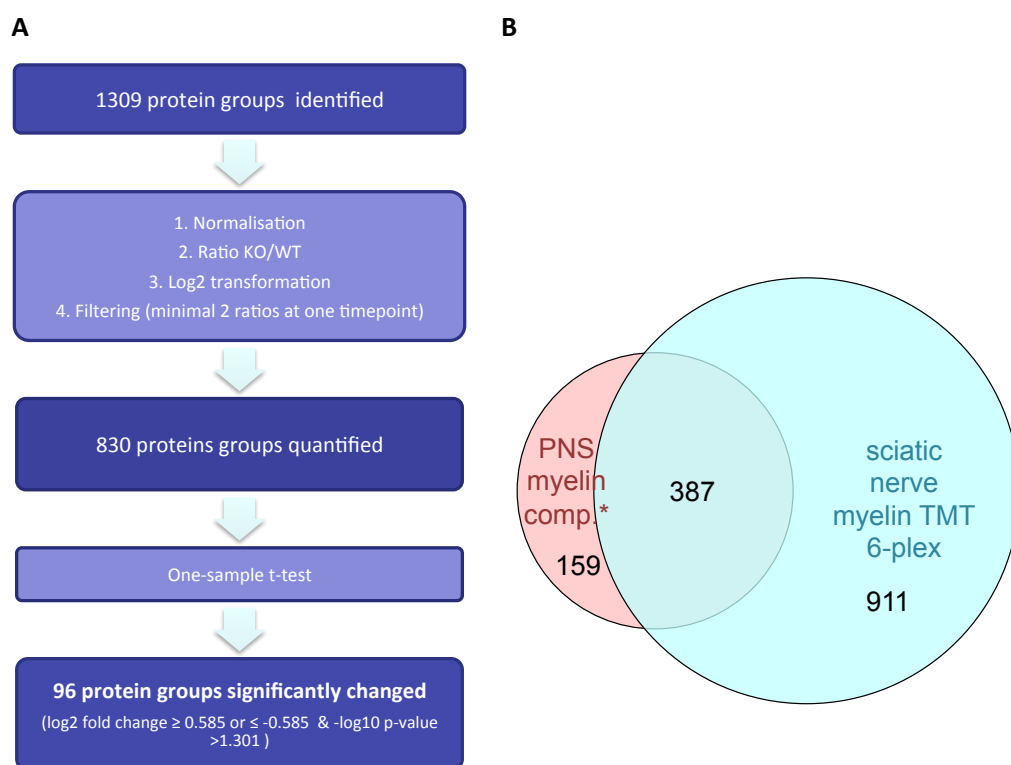 A
1309 protein groups identified
1. Normalisation
2. Ratio KO/WT
3. Log2 transformation
4. Filtering (minimal 2 ratios at one timepoint)
830 proteins groups quantified
One-sample t-test
96 protein groups significantly changed
(log2 fold change ≥ 0.585 or ≤ -0.585 & -log10 p-value
>1.301 )
B
PNS
myelin
comp.*
159
387
sciatic
nerve
myelin TMT
6-plex
911